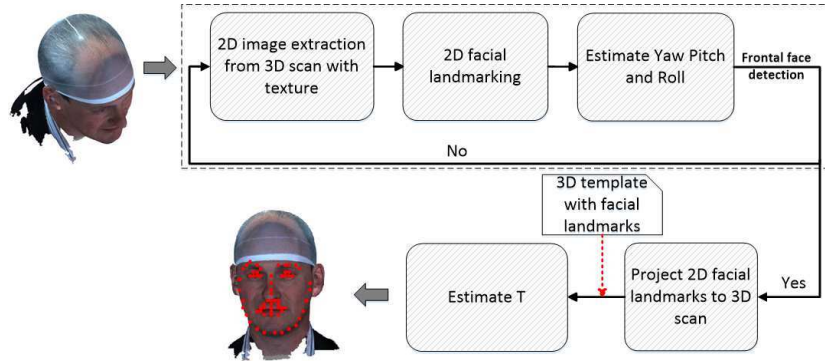 2D image extraction
from 3D scan with
texture
2D facial
landmarking
Estimate Yaw Pitch
and Roll
Frontal face
detection
No
3D template
with facial
landmarks
Yes
Project 2D facial
landmarks to 3D
scan
Estimate T